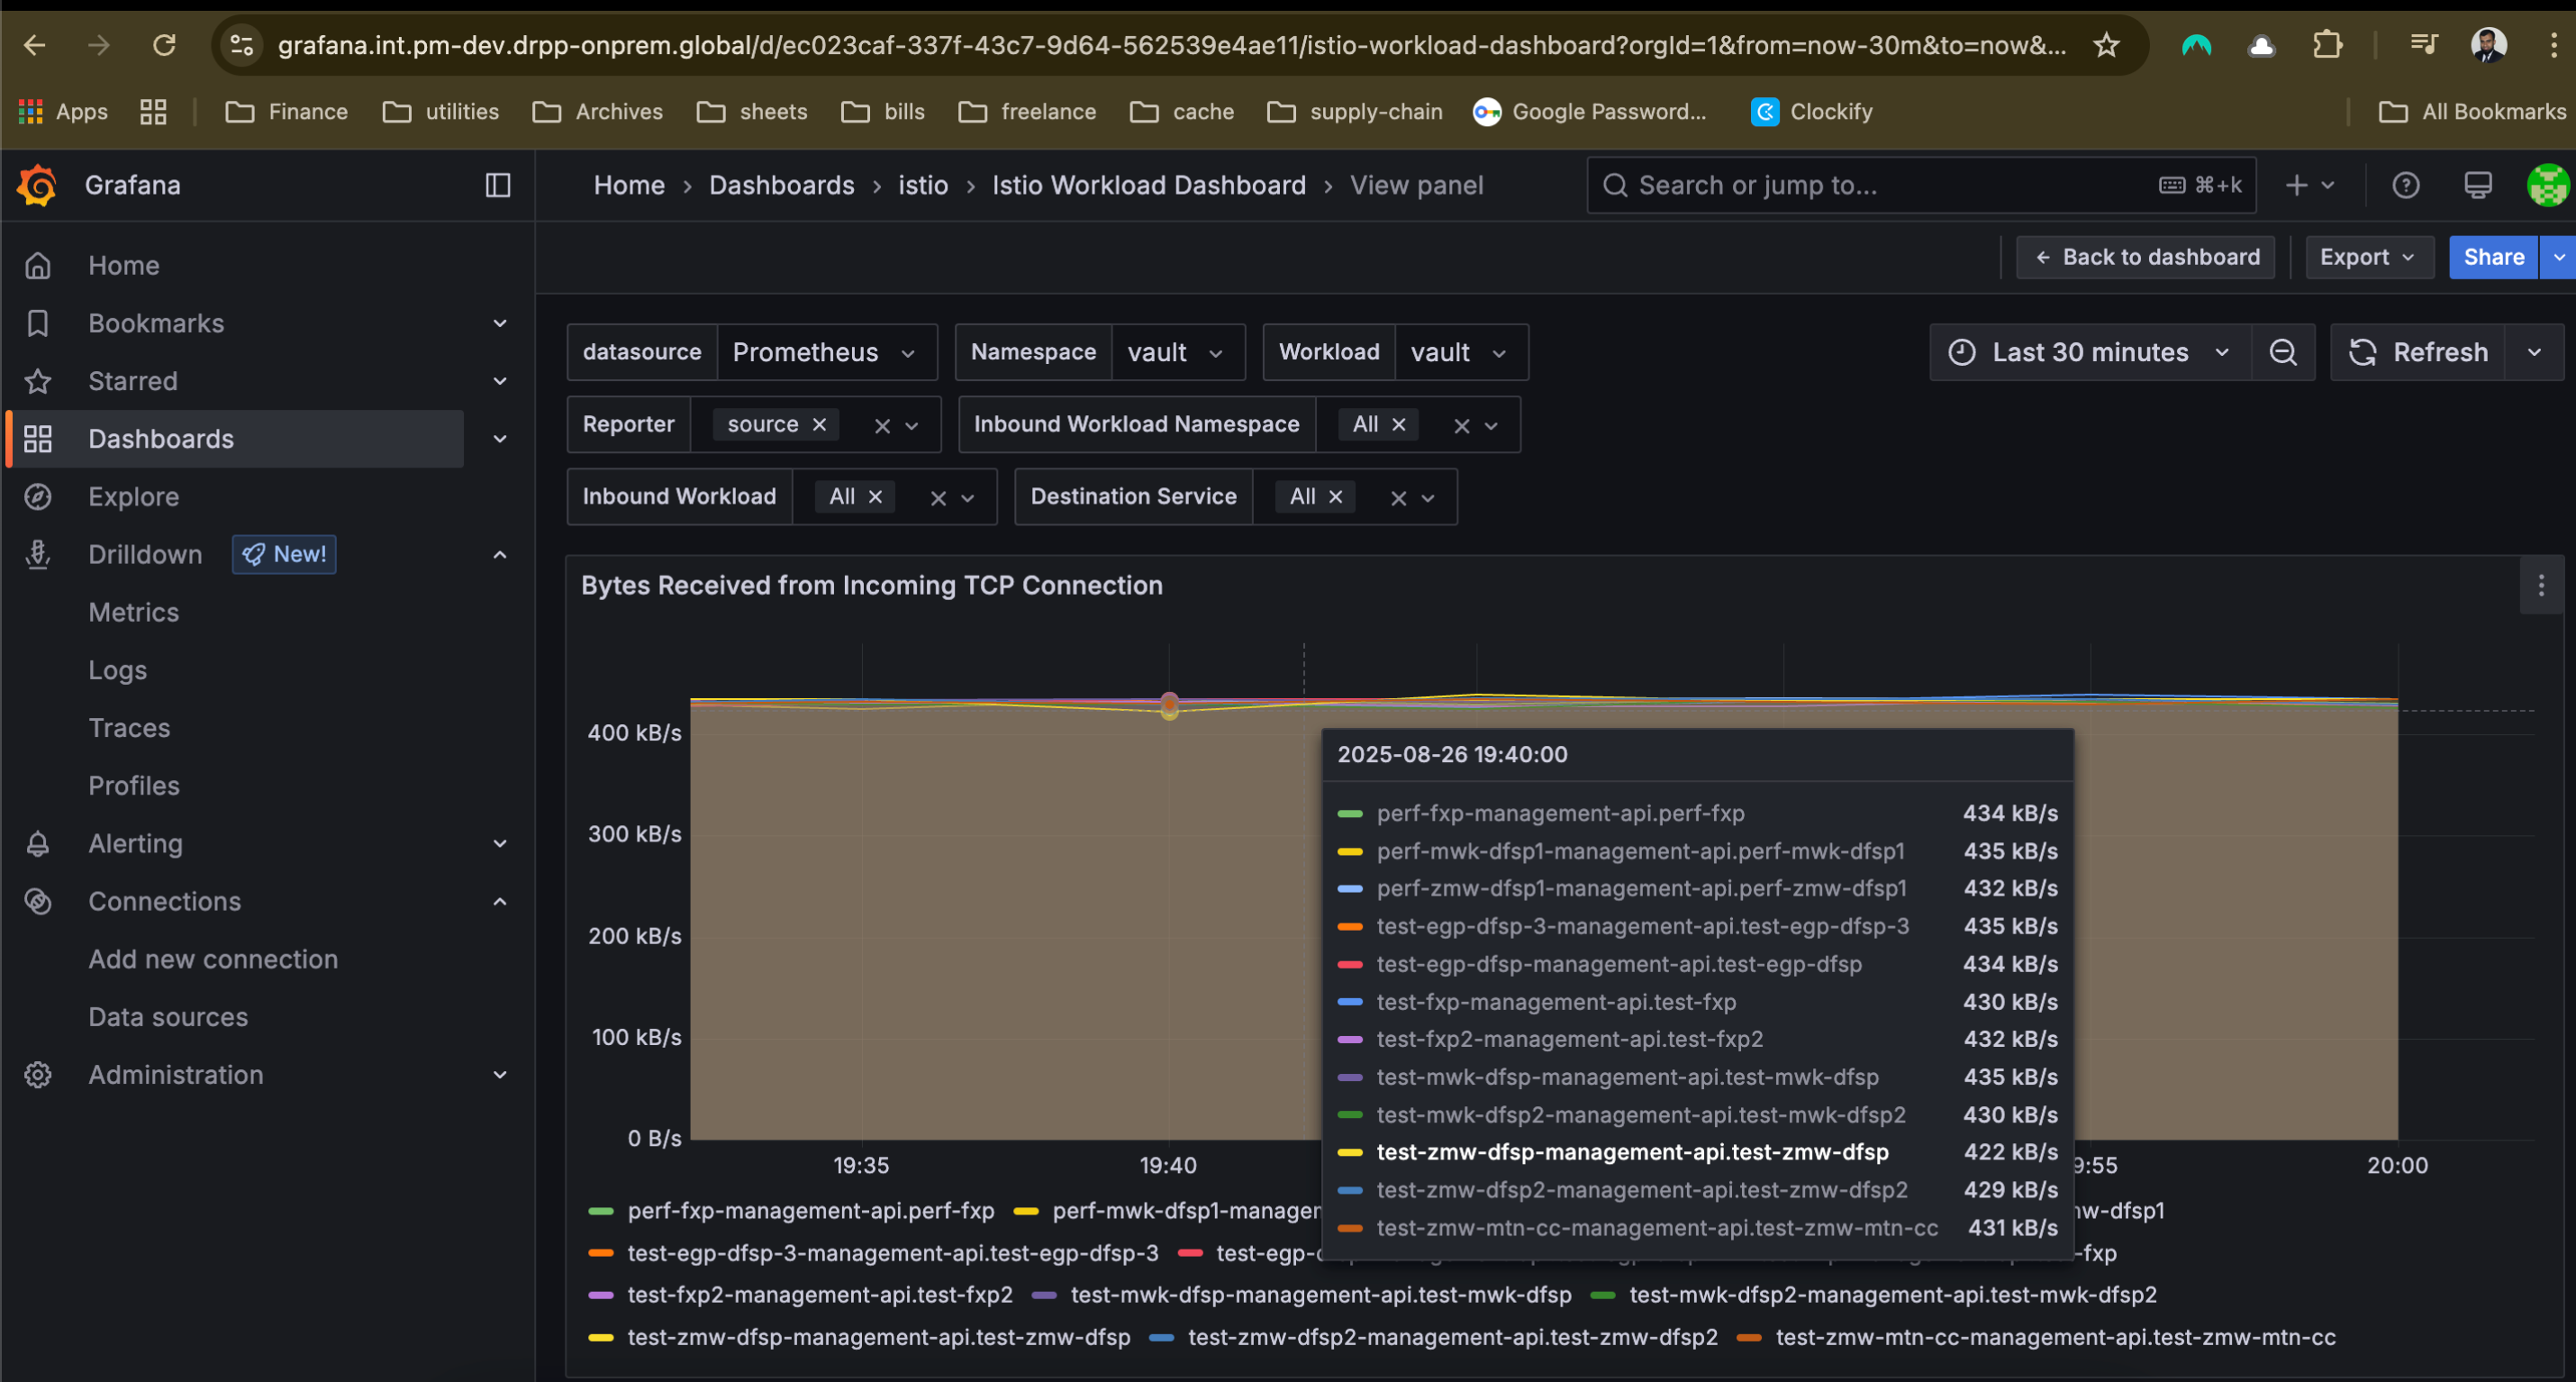 grafana.int.pm-dev.drpp-onprem.global/d/ec023caf-337f-43c7-9d64-562539e4ae11/istio-workload-dashboard?orgId=1&from=now-30m&to=now&...
Apps Finance utilities Archives sheets bills freelance cache supply-chain Google Password... Clockify All Bookmarks
Grafana
Home › Dashboards › istio › Istio Workload Dashboard › View panel
Search or jump to... ⌘+k
← Back to dashboard Export Share
Home
Bookmarks
Starred
Dashboards
Explore
Drilldown New!
Metrics
Logs
Traces
Profiles
Alerting
Connections
Add new connection
Data sources
Administration
datasource Prometheus Namespace vault Workload vault
Last 30 minutes Refresh
Reporter source Inbound Workload Namespace All
Inbound Workload All Destination Service All
Bytes Received from Incoming TCP Connection
400 kB/s
300 kB/s
200 kB/s
100 kB/s
0 B/s
19:35 19:40 9:55 20:00
2025-08-26 19:40:00
perf-fxp-management-api.perf-fxp 434 kB/s
perf-mwk-dfsp1-management-api.perf-mwk-dfsp1 435 kB/s
perf-zmw-dfsp1-management-api.perf-zmw-dfsp1 432 kB/s
test-egp-dfsp-3-management-api.test-egp-dfsp-3 435 kB/s
test-egp-dfsp-management-api.test-egp-dfsp 434 kB/s
test-fxp-management-api.test-fxp 430 kB/s
test-fxp2-management-api.test-fxp2 432 kB/s
test-mwk-dfsp-management-api.test-mwk-dfsp 435 kB/s
test-mwk-dfsp2-management-api.test-mwk-dfsp2 430 kB/s
test-zmw-dfsp-management-api.test-zmw-dfsp 422 kB/s
test-zmw-dfsp2-management-api.test-zmw-dfsp2 429 kB/s
test-zmw-mtn-cc-management-api.test-zmw-mtn-cc 431 kB/s
perf-fxp-management-api.perf-fxp perf-mwk-dfsp1-manager w-dfsp1
test-egp-dfsp-3-management-api.test-egp-dfsp-3 test-egp- -fxp
test-fxp2-management-api.test-fxp2 test-mwk-dfsp-management-api.test-mwk-dfsp test-mwk-dfsp2-management-api.test-mwk-dfsp2
test-zmw-dfsp-management-api.test-zmw-dfsp test-zmw-dfsp2-management-api.test-zmw-dfsp2 test-zmw-mtn-cc-management-api.test-zmw-mtn-cc